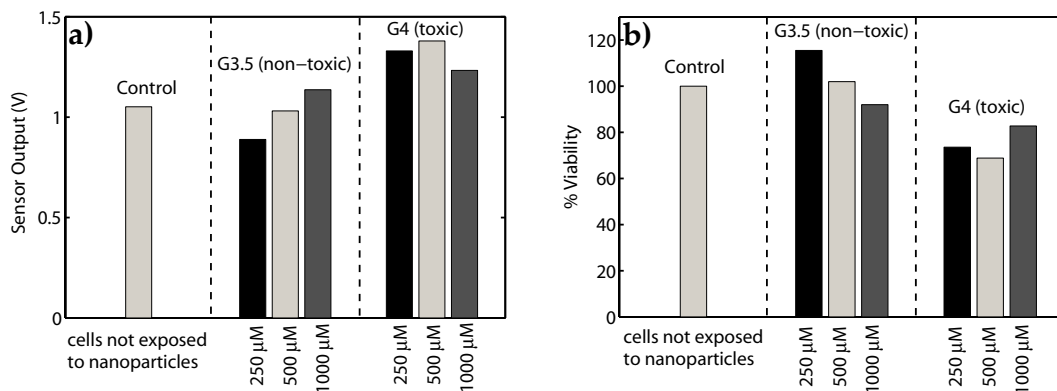 a)
Sensor Output (V)
1.5
1
0.5
0
Control
G3.5 (non−toxic)
G4 (toxic)
cells not exposed
to nanoparticles
250 µM
500 µM
1000 µM
250 µM
500 µM
1000 µM
b)
% Viability
120
100
80
60
40
20
0
Control
G3.5 (non−toxic)
G4 (toxic)
cells not exposed
to nanoparticles
250 µM
500 µM
1000 µM
250 µM
500 µM
1000 µM